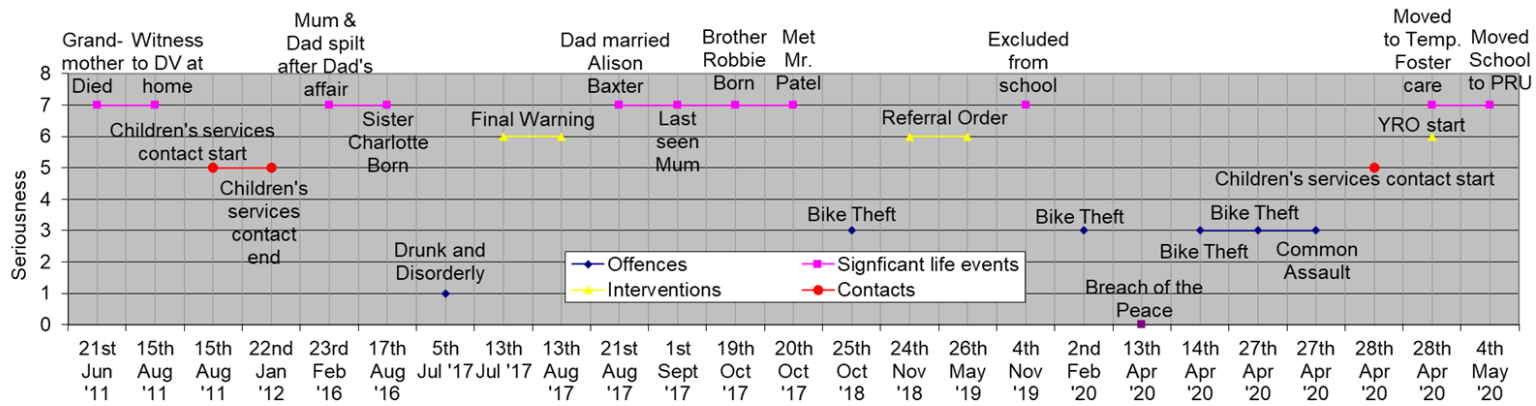 Grand-
mother
Died
Witness
to DV at
home
Mum &
Dad spilt
after Dad's
affair
Dad married
Alison
Baxter
Brother
Robbie
Born
Met
Mr.
Patel
Excluded
from
school
Moved
to Temp.
Foster
care
Moved
School
to PRU
Seriousness
8
7
6
5
4
3
2
1
0
Children's services
contact start
Children's
services
contact
end
Sister
Charlotte
Born
Final Warning
Drunk and
Disorderly
Last
seen
Mum
Bike Theft
Referral Order
Bike Theft
Breach of the
Peace
Bike Theft
Bike Theft
Common
Assault
YRO start
Children's services contact start
Offences
Signficant life events
Interventions
Contacts
21st
Jun
'11
15th
Aug
'11
15th
Aug
'11
22nd
Jan
'12
23rd
Feb
'16
17th
Aug
'16
5th
Jul '17
13th
Jul '17
13th
Aug
'17
21st
Aug
'17
1st
Sept
'17
19th
Oct
'17
20th
Oct
'17
25th
Oct
'18
24th
Nov
'18
26th
May
'19
4th
Nov
'19
2nd
Feb
'20
13th
Apr
'20
14th
Apr
'20
27th
Apr
'20
27th
Apr
'20
28th
Apr
'20
28th
Apr
'20
4th
May
'20